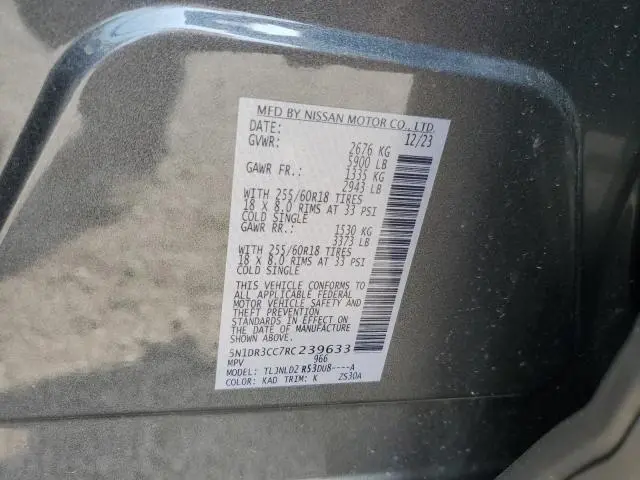 MFD BY NISSAN MOTOR CO., LTD.
DATE: 12/23
GVWR: 2676 KG
5900 LB
GAWR FR.: 1335 KG
2943 LB
WITH 255/60R18 TIRES
18 X 8.0 RIMS AT 33 PSI
COLD SINGLE
GAWR RR.: 1530 KG
3373 LB
WITH 255/60R18 TIRES
18 X 8.0 RIMS AT 33 PSI
COLD SINGLE
THIS VEHICLE CONFORMS TO
ALL APPLICABLE FEDERAL
MOTOR VEHICLE SAFETY AND
THEFT PREVENTION
STANDARDS IN EFFECT ON
THE DATE OF MANUFACTURE
SHOWN ABOVE.
5N1DR3CC7RC239633
MPV 966
MODEL: TLJNLD2 R53DU8----A
COLOR: KAD TRIM: K 2S30A